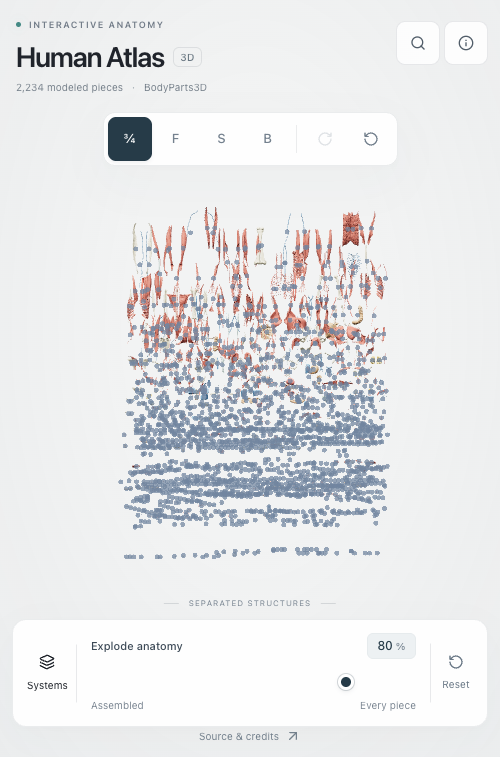 INTERACTIVE ANATOMY
Human Atlas 3D
2,234 modeled pieces · BodyParts3D
¾ F S B
SEPARATED STRUCTURES
Systems
Explode anatomy
80 %
Assembled
Every piece
Reset
Source & credits